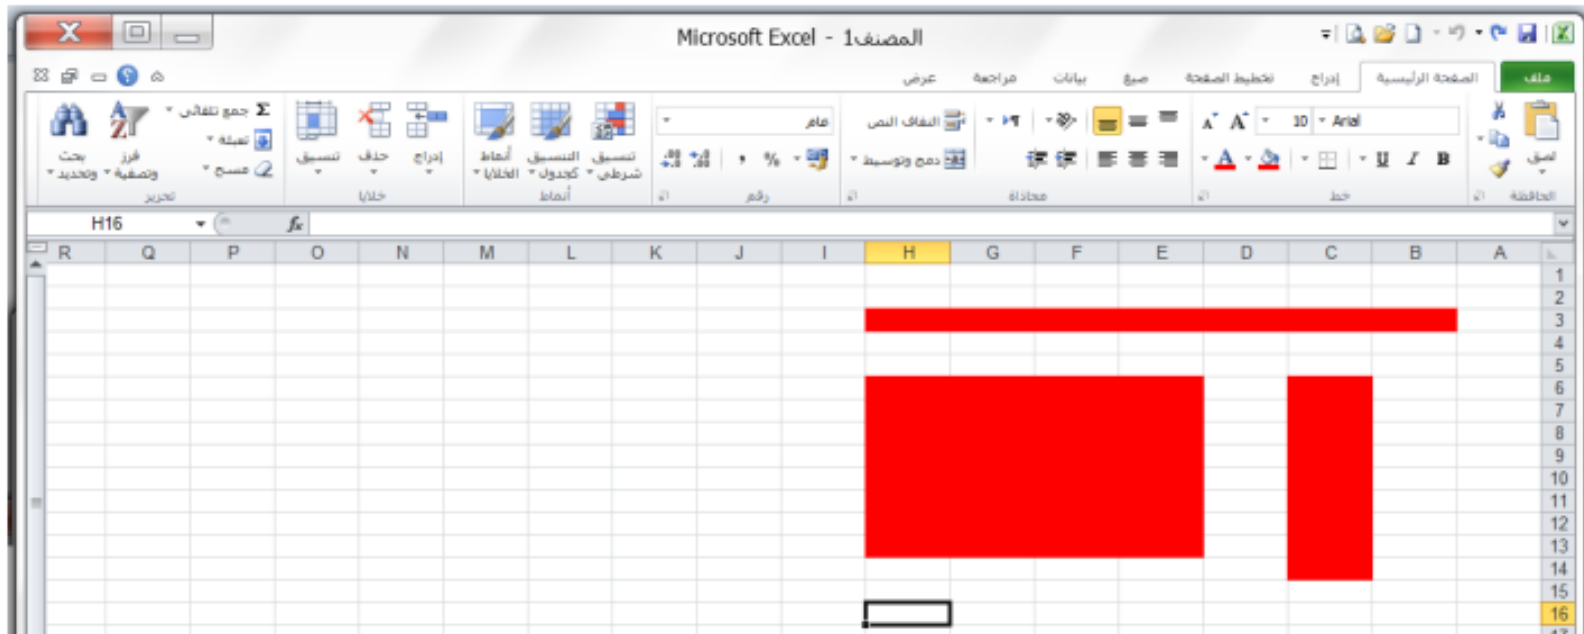 المصنف1 - Microsoft Excel
ملف الصفحة الرئيسية إدراج تخطيط الصفحة صيغ بيانات مراجعة عرض
Arial 10 عام Σ جمع تلقائي
التفاف النص
تعبئة
لصق B I U دمج وتوسيط % تنسيق شرطي التنسيق كجدول أنماط الخلايا إدراج حذف تنسيق مسح فرز وتصفية بحث وتحديد
الحافظة خط محاذاة رقم أنماط خلايا تحرير
H16 fx
A B C D E F G H I J K L M N O P Q R
1
2
3
4
5
6
7
8
9
10
11
12
13
14
15
16
17